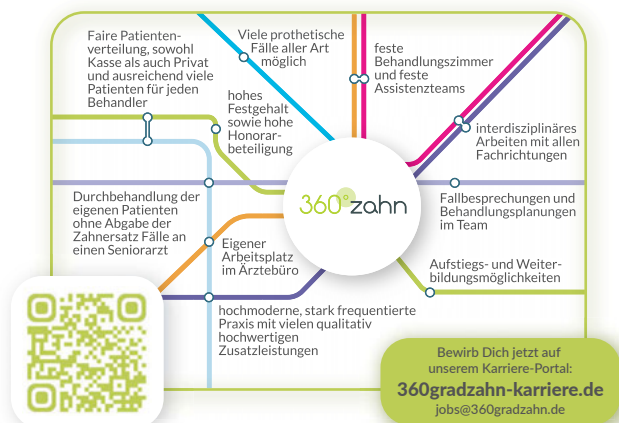 Faire Patienten-
verteilung, sowohl
Kasse als auch Privat
und ausreichend viele
Patienten für jeden
Behandler
Viele prothetische
Fälle aller Art
möglich
feste
Behandlungszimmer
und feste
Assistenzteams
hohes
Festgehalt
sowie hohe
Honorar-
beteiligung
interdisziplinäres
Arbeiten mit allen
Fachrichtungen
360°zahn
Durchbehandlung der
eigenen Patienten
ohne Abgabe der
Zahnersatz Fälle an
einen Seniorarzt
Fallbesprechungen und
Behandlungsplanungen
im Team
Eigener
Arbeitsplatz
im Ärztebüro
Aufstiegs- und Weiter-
bildungsmöglichkeiten
hochmoderne, stark frequentierte
Praxis mit vielen qualitativ
hochwertigen
Zusatzleistungen
Bewirb Dich jetzt auf
unserem Karriere-Portal:
360gradzahn-karriere.de
jobs@360gradzahn.de